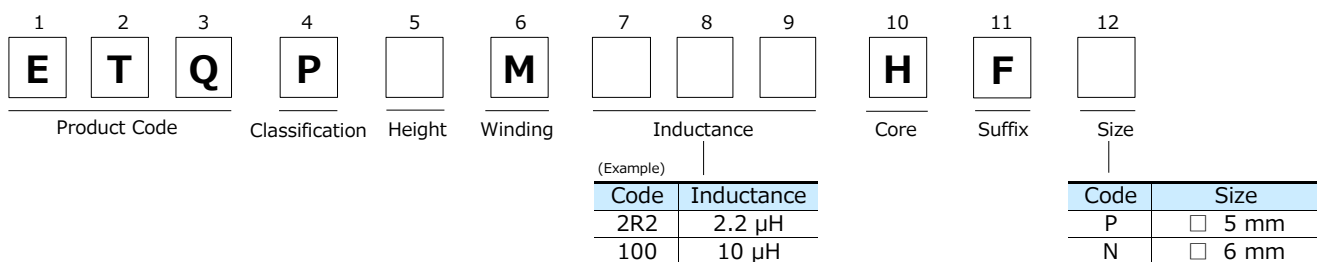 1 2 3 4 5 6 7 8 9 10 11 12
E T Q P M H F
Product Code Classification Height Winding Inductance Core Suffix Size
(Example)
Code Inductance
2R2 2.2 µH
100 10 µH
Code Size
P □ 5 mm
N □ 6 mm